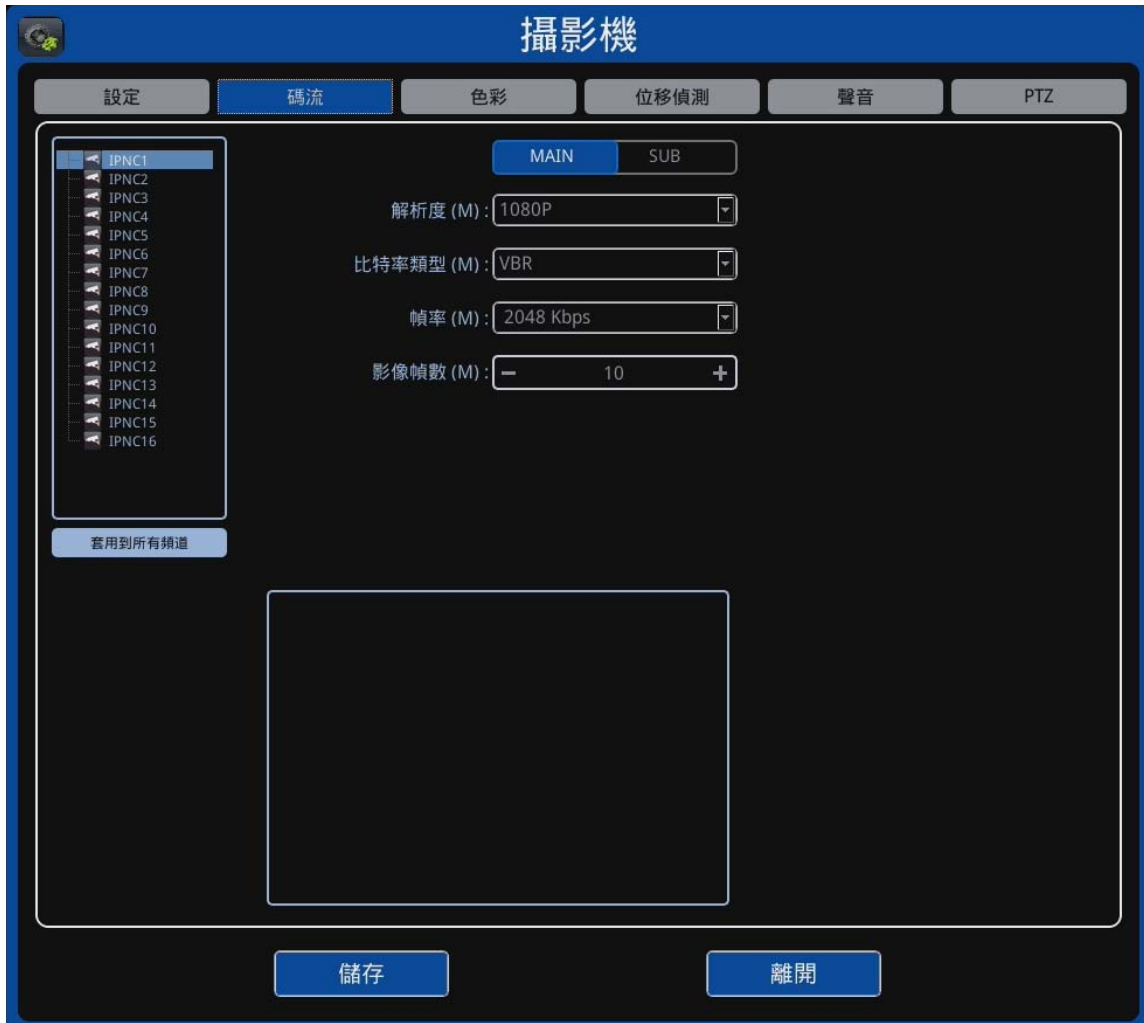 攝影機
設定 碼流 色彩 位移偵測 聲音 PTZ
IPNC1
IPNC2
IPNC3
IPNC4
IPNC5
IPNC6
IPNC7
IPNC8
IPNC9
IPNC10
IPNC11
IPNC12
IPNC13
IPNC14
IPNC15
IPNC16
套用到所有頻道
MAIN SUB
解析度 (M) : 1080P
比特率類型 (M) : VBR
幀率 (M) : 2048 Kbps
影像幀數 (M) : − 10 +
儲存 離開